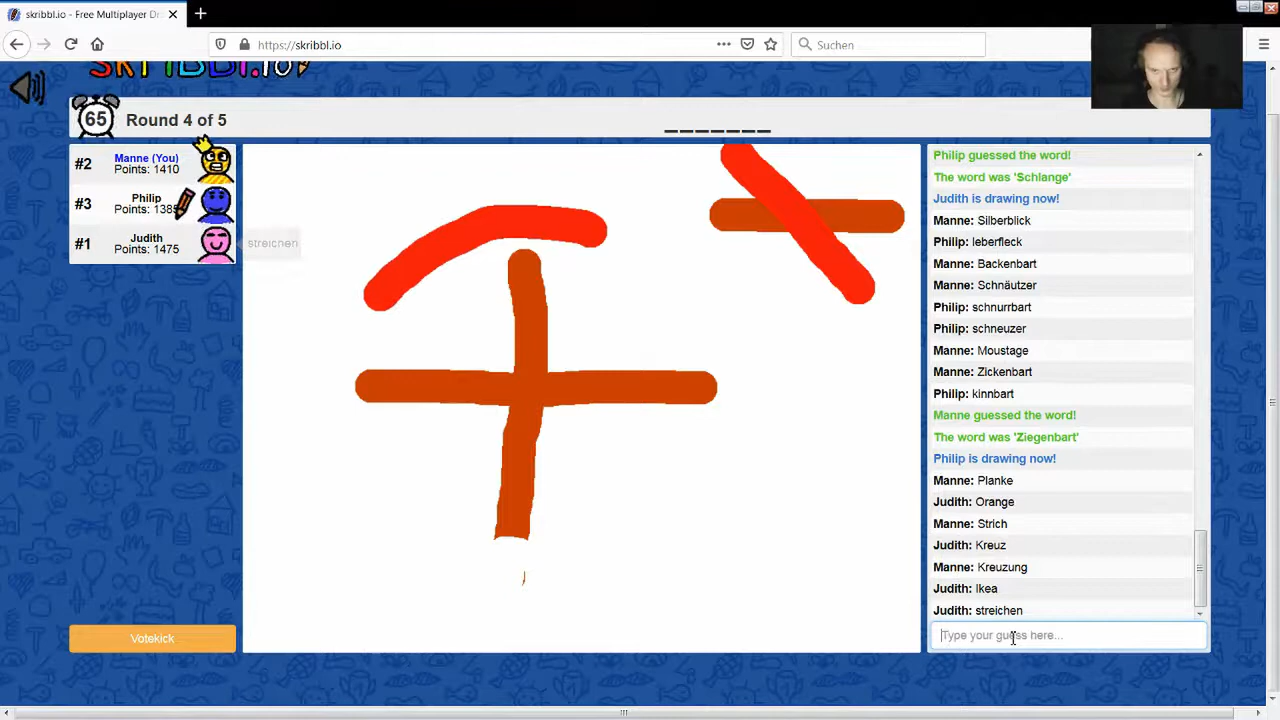 skribbl.io - Free Multiplayer Dr
https://skribbl.io
Suchen
skribbl.io
65
Round 4 of 5
_______
#2
Manne (You)
Points: 1410
#3
Philip
Points: 1385
#1
Judith
Points: 1475
streichen
Votekick
Philip guessed the word!
The word was 'Schlange'
Judith is drawing now!
Manne: Silberblick
Philip: leberfleck
Manne: Backenbart
Manne: Schnäutzer
Philip: schnurrbart
Philip: schneuzer
Manne: Moustage
Manne: Zickenbart
Philip: kinnbart
Manne guessed the word!
The word was 'Ziegenbart'
Philip is drawing now!
Manne: Planke
Judith: Orange
Manne: Strich
Judith: Kreuz
Manne: Kreuzung
Judith: Ikea
Judith: streichen
Type your guess here...